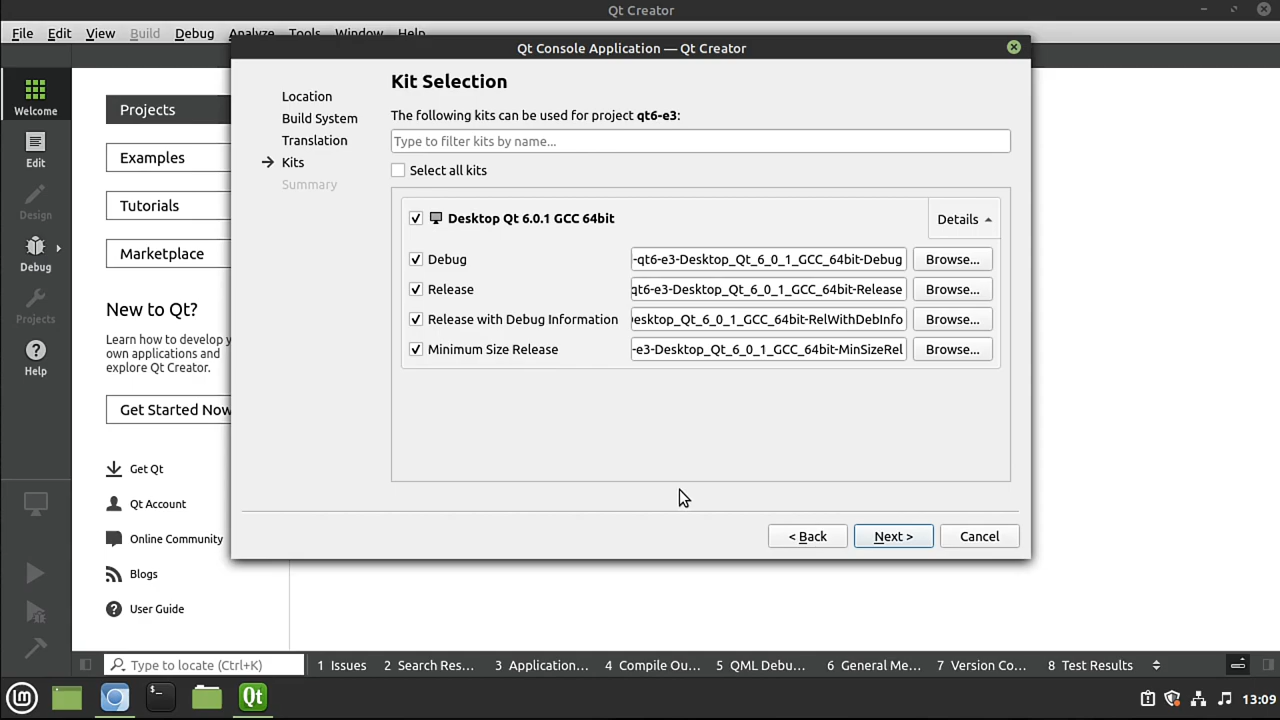 Qt Creator
File Edit View Build Debug Analyze Tools Window Help
Qt Console Application — Qt Creator
Welcome
Edit
Design
Debug
Projects
Help
Projects
Examples
Tutorials
Marketplace
New to Qt?
Learn how to develop y
own applications and
explore Qt Creator.
Get Started Now
Get Qt
Qt Account
Online Community
Blogs
User Guide
Location
Build System
Translation
Kits
Summary
Kit Selection
The following kits can be used for project qt6-e3:
Type to filter kits by name...
Select all kits
Desktop Qt 6.0.1 GCC 64bit Details
Debug -qt6-e3-Desktop_Qt_6_0_1_GCC_64bit-Debug Browse...
Release qt6-e3-Desktop_Qt_6_0_1_GCC_64bit-Release Browse...
Release with Debug Information esktop_Qt_6_0_1_GCC_64bit-RelWithDebInfo Browse...
Minimum Size Release -e3-Desktop_Qt_6_0_1_GCC_64bit-MinSizeRel Browse...
< Back Next > Cancel
Type to locate (Ctrl+K) 1 Issues 2 Search Res... 3 Application... 4 Compile Ou... 5 QML Debu... 6 General Me... 7 Version Co... 8 Test Results
lm $_ Qt 13:09